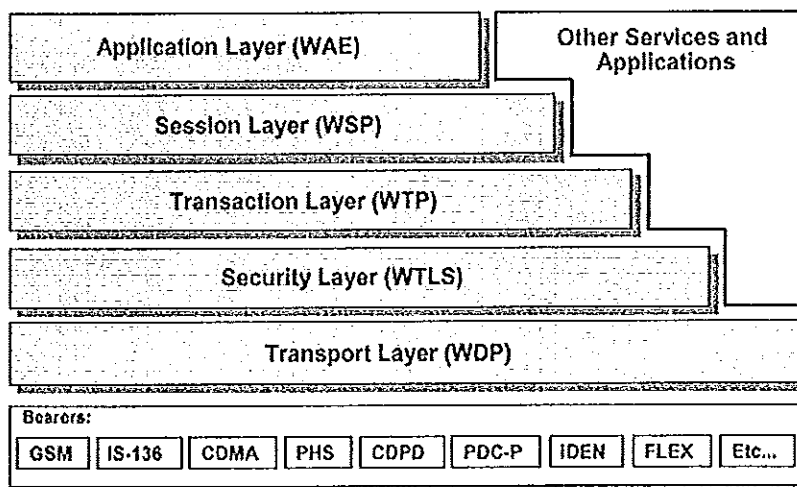 Application Layer (WAE)
Other Services and
Applications
Session Layer (WSP)
Transaction Layer (WTP)
Security Layer (WTLS)
Transport Layer (WDP)
Bearers:
GSM IS-136 CDMA PHS CDPD PDC-P iDEN FLEX Etc...